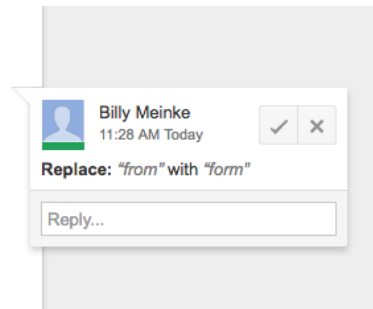 Billy Meinke
11:28 AM Today
Replace: “from” with “form”
Reply...